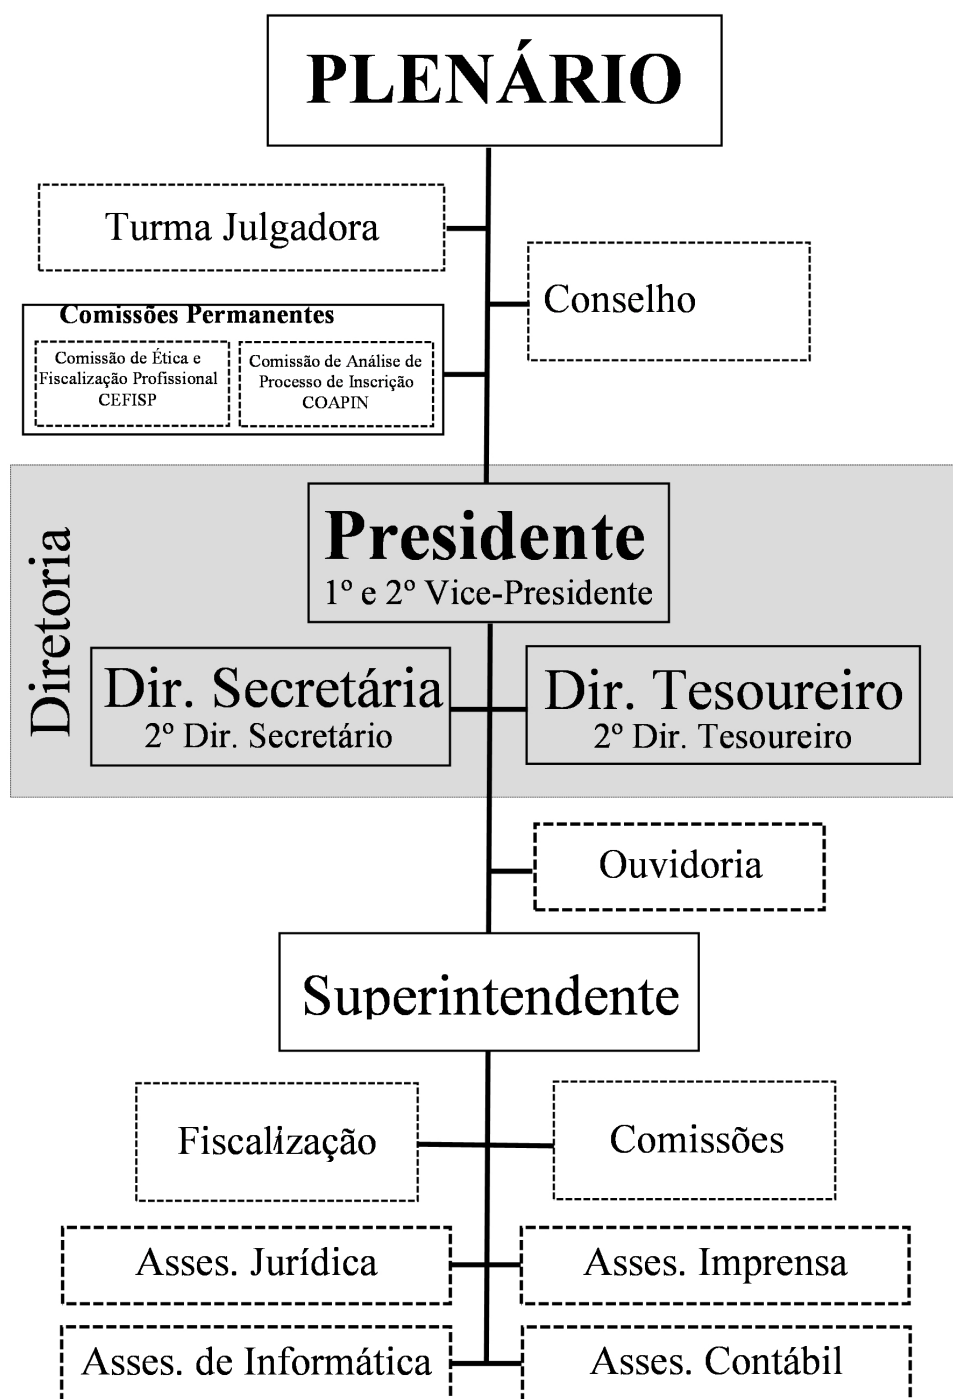 PLENÁRIO
Turma Julgadora
Conselho
Comissões Permanentes
Comissão de Ética e
Fiscalização Profissional
CEFISP
Comissão de Análise de
Processo de Inscrição
COAPIN
Diretoria
Presidente
1º e 2º Vice-Presidente
Dir. Secretária
2º Dir. Secretário
Dir. Tesoureiro
2º Dir. Tesoureiro
Ouvidoria
Superintendente
Fiscalização
Comissões
Asses. Jurídica
Asses. Imprensa
Asses. de Informática
Asses. Contábil